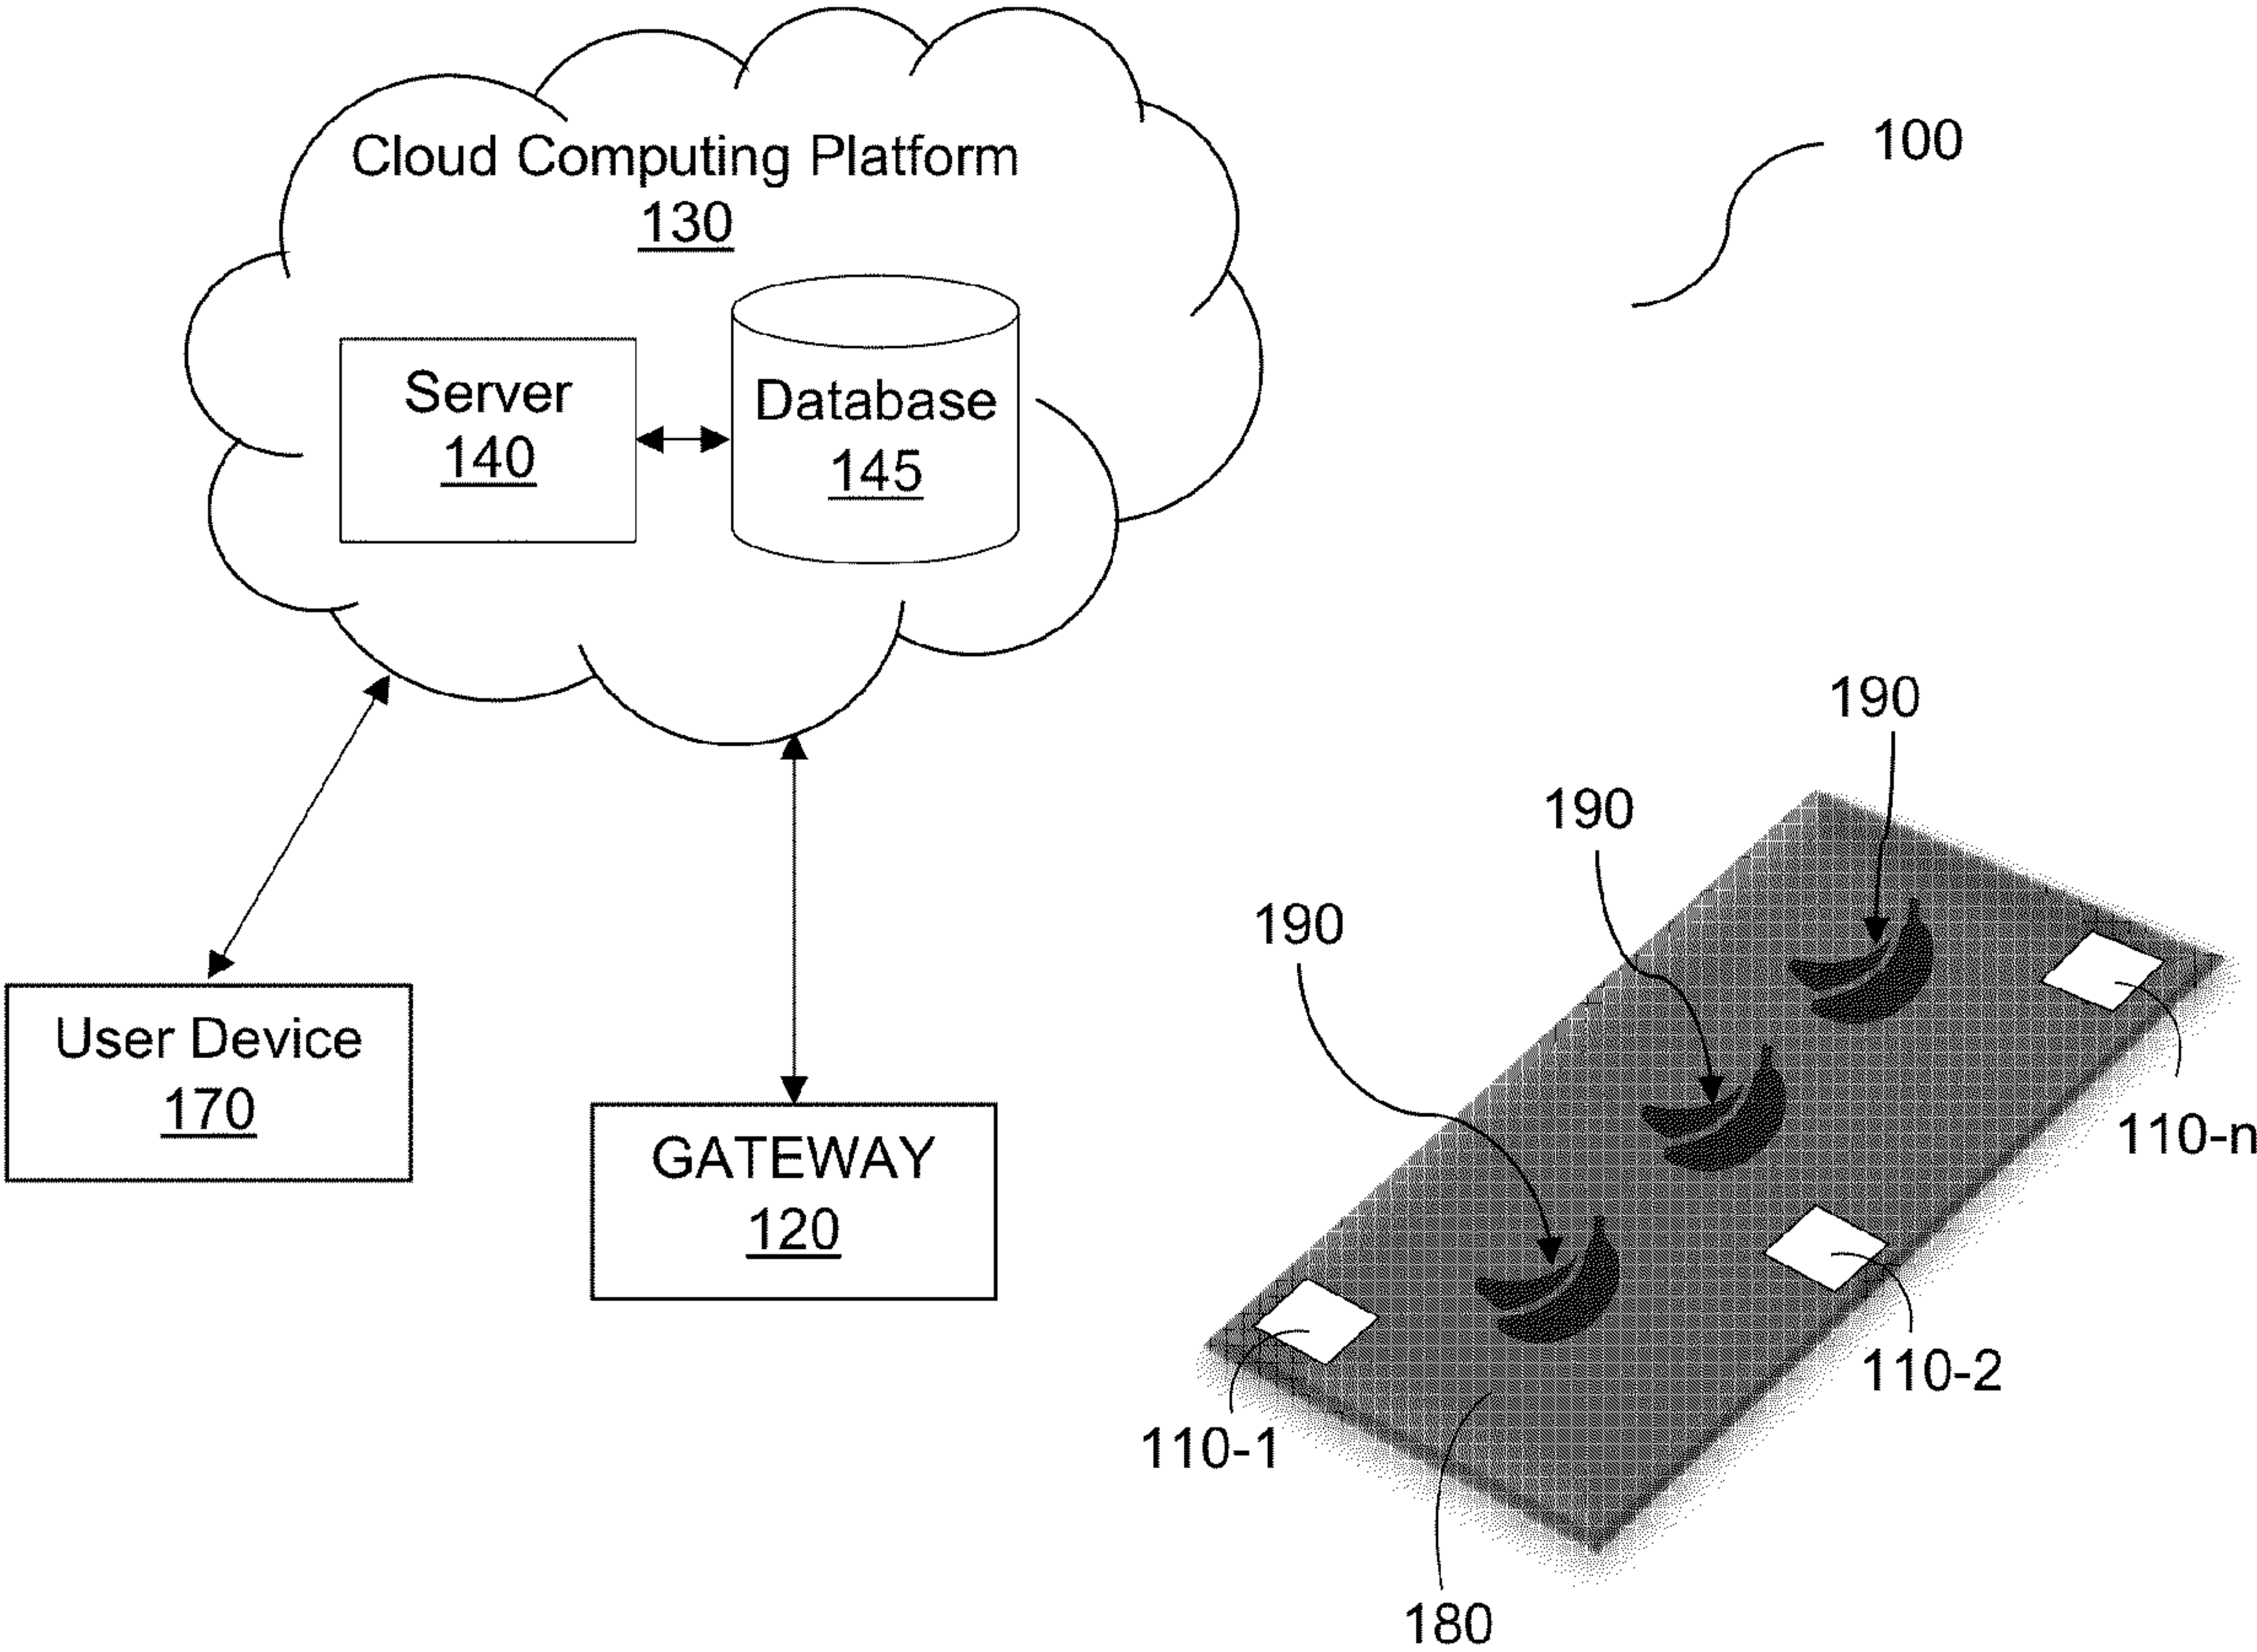 Cloud Computing Platform
130
100
Server
140
Database
145
190
190
190
User Device
170
GATEWAY
120
110-n
110-2
110-1
180